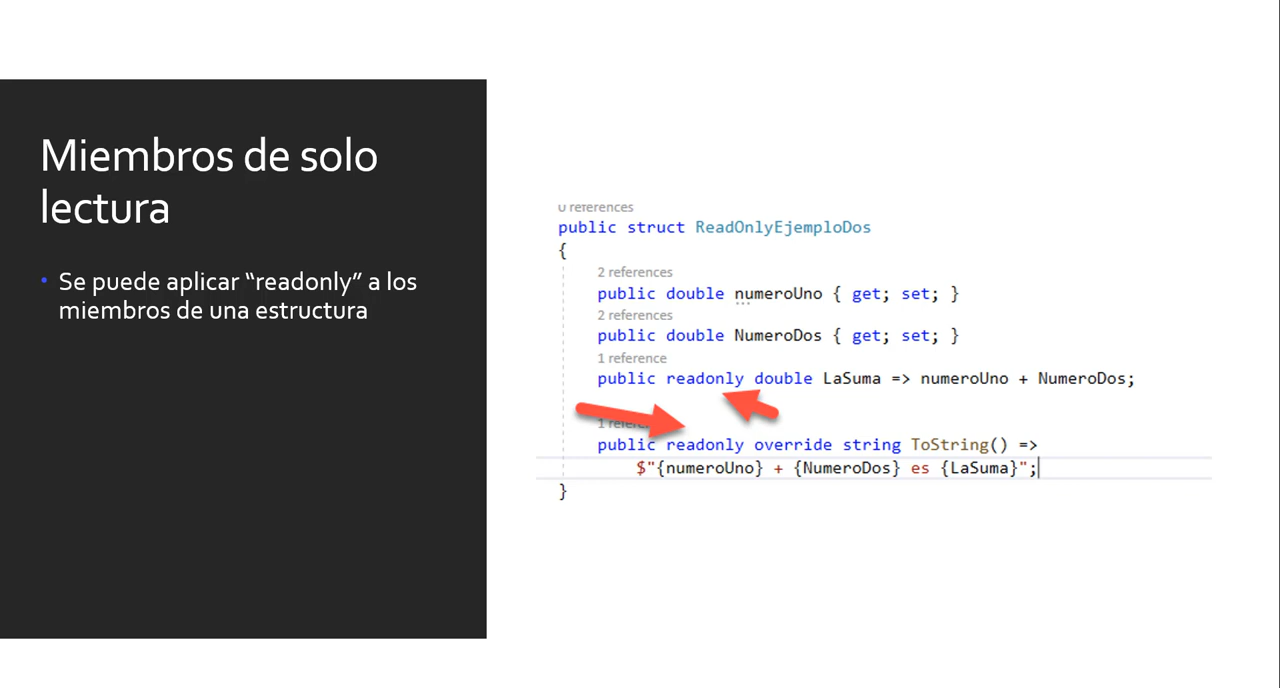 Miembros de solo
lectura
• Se puede aplicar “readonly” a los
miembros de una estructura
0 references
public struct ReadOnlyEjemploDos
{
2 references
public double numeroUno { get; set; }
2 references
public double NumeroDos { get; set; }
1 reference
public readonly double LaSuma => numeroUno + NumeroDos;
1
public readonly override string ToString() =>
$"{numeroUno} + {NumeroDos} es {LaSuma}";
}